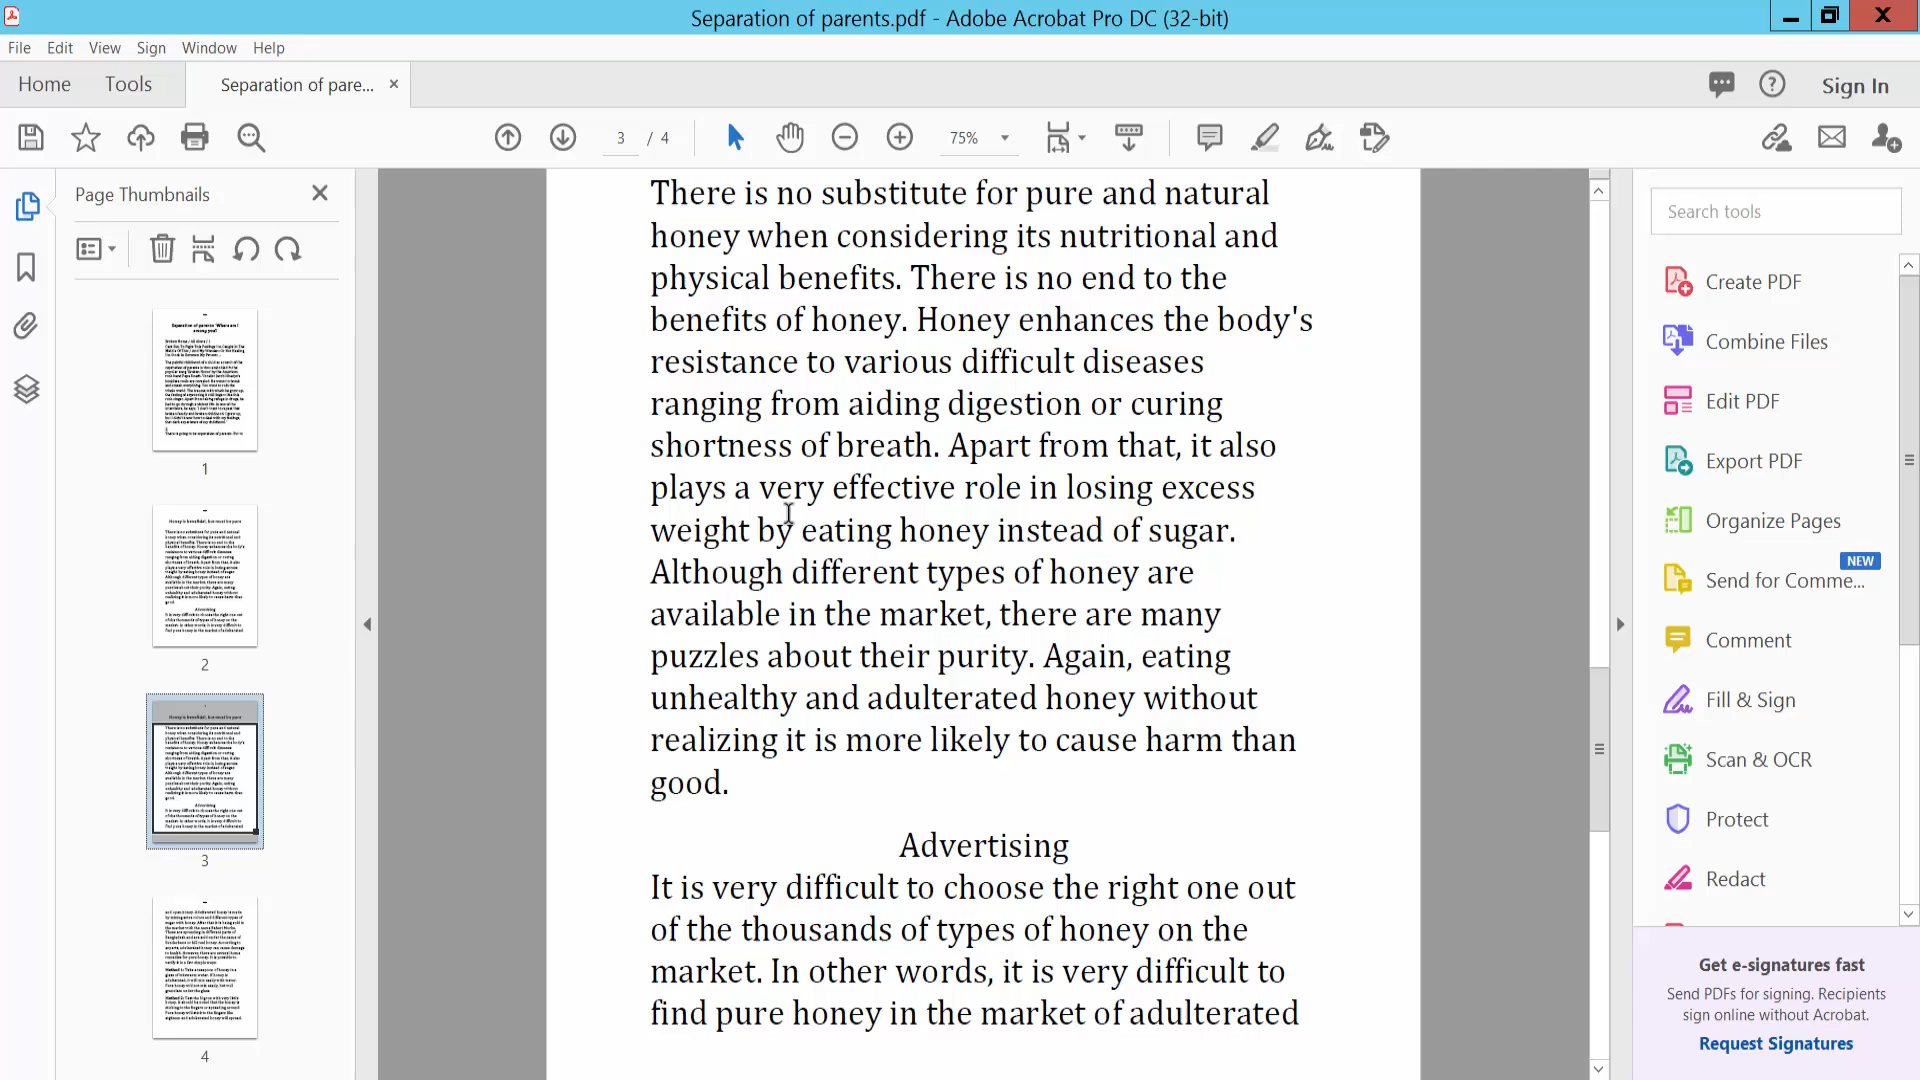 Separation of parents.pdf - Adobe Acrobat Pro DC (32-bit)
File Edit View Sign Window Help
Home Tools Separation of pare... Sign In
3 / 4 75%
Page Thumbnails
1
2
3
4
There is no substitute for pure and natural
honey when considering its nutritional and
physical benefits. There is no end to the
benefits of honey. Honey enhances the body's
resistance to various difficult diseases
ranging from aiding digestion or curing
shortness of breath. Apart from that, it also
plays a very effective role in losing excess
weight by eating honey instead of sugar.
Although different types of honey are
available in the market, there are many
puzzles about their purity. Again, eating
unhealthy and adulterated honey without
realizing it is more likely to cause harm than
good.
Advertising
It is very difficult to choose the right one out
of the thousands of types of honey on the
market. In other words, it is very difficult to
find pure honey in the market of adulterated
Search tools
Create PDF
Combine Files
Edit PDF
Export PDF
Organize Pages
NEW
Send for Comme...
Comment
Fill & Sign
Scan & OCR
Protect
Redact
Get e-signatures fast
Send PDFs for signing. Recipients
sign online without Acrobat.
Request Signatures